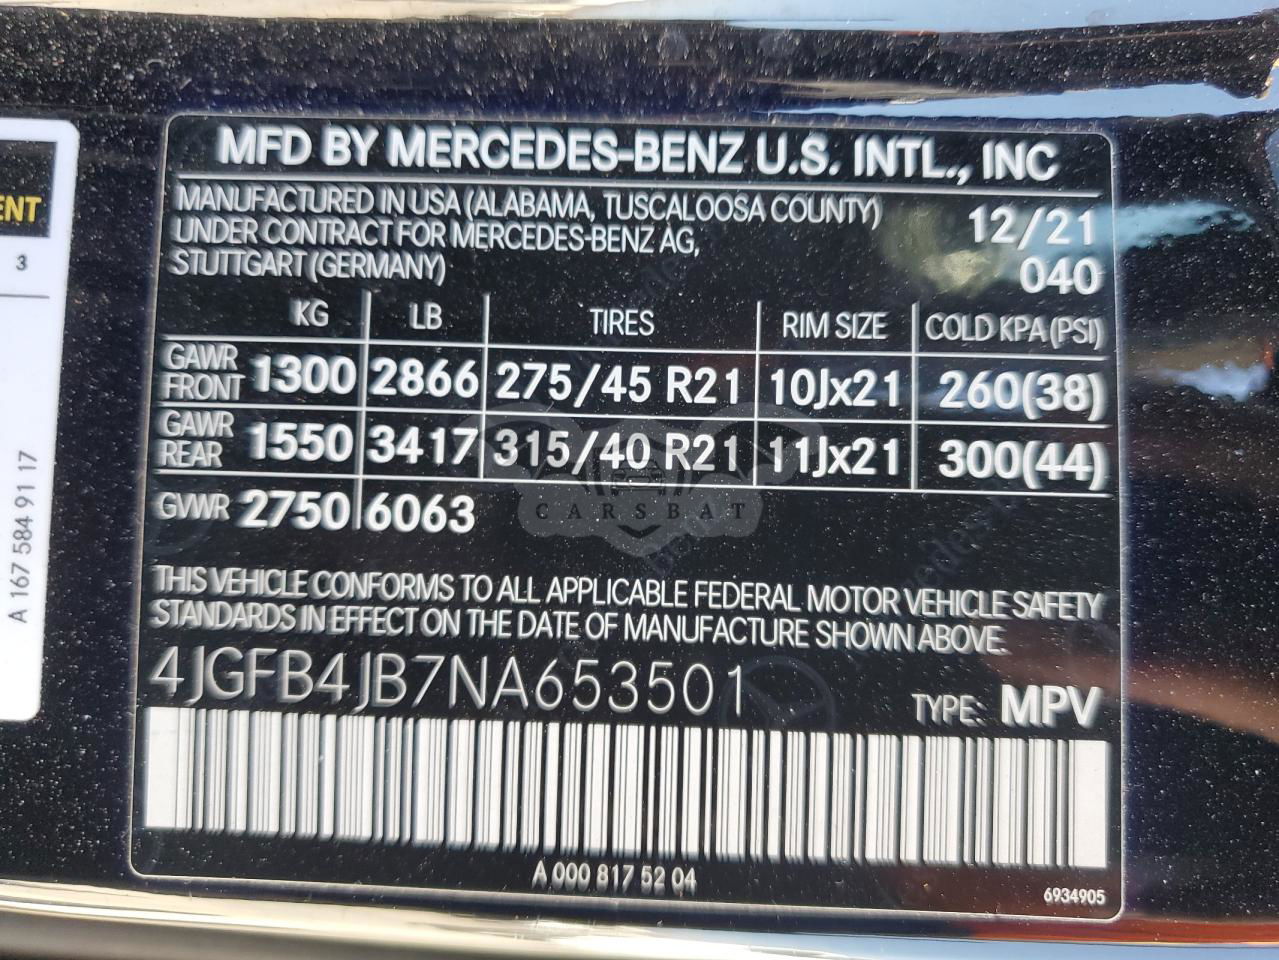 MFD BY MERCEDES-BENZ U.S. INTL., INC
MANUFACTURED IN USA (ALABAMA, TUSCALOOSA COUNTY) 12/21
UNDER CONTRACT FOR MERCEDES-BENZ AG,
STUTTGART (GERMANY) 040
KG LB TIRES RIM SIZE COLD KPA (PSI)
GAWR FRONT 1300 2866 275/45 R21 10Jx21 260(38)
GAWR REAR 1550 3417 315/40 R21 11Jx21 300(44)
GVWR 2750 6063
CARSBAT
THIS VEHICLE CONFORMS TO ALL APPLICABLE FEDERAL MOTOR VEHICLE SAFETY
STANDARDS IN EFFECT ON THE DATE OF MANUFACTURE SHOWN ABOVE.
4JGFB4JB7NA653501
TYPE: MPV
A 000 817 52 04
6934905
ENT
3
A 167 584 91 17